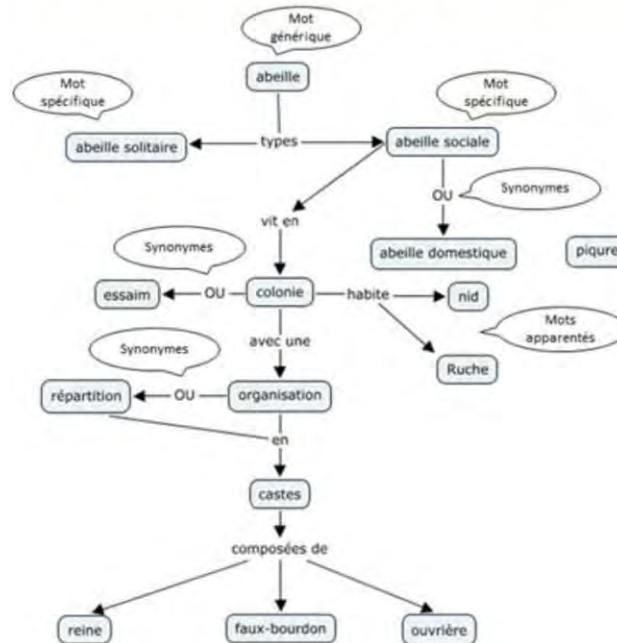 Mot
générique
abeille
Mot
spécifique
Mot
spécifique
abeille solitaire
types
abeille sociale
OU
Synonymes
vit en
abeille domestique
piqure
Synonymes
essaim
OU
colonie
habite
nid
Mots
apparentés
avec une
Synonymes
Ruche
répartition
OU
organisation
en
castes
composées de
reine
faux-bourdon
ouvrière